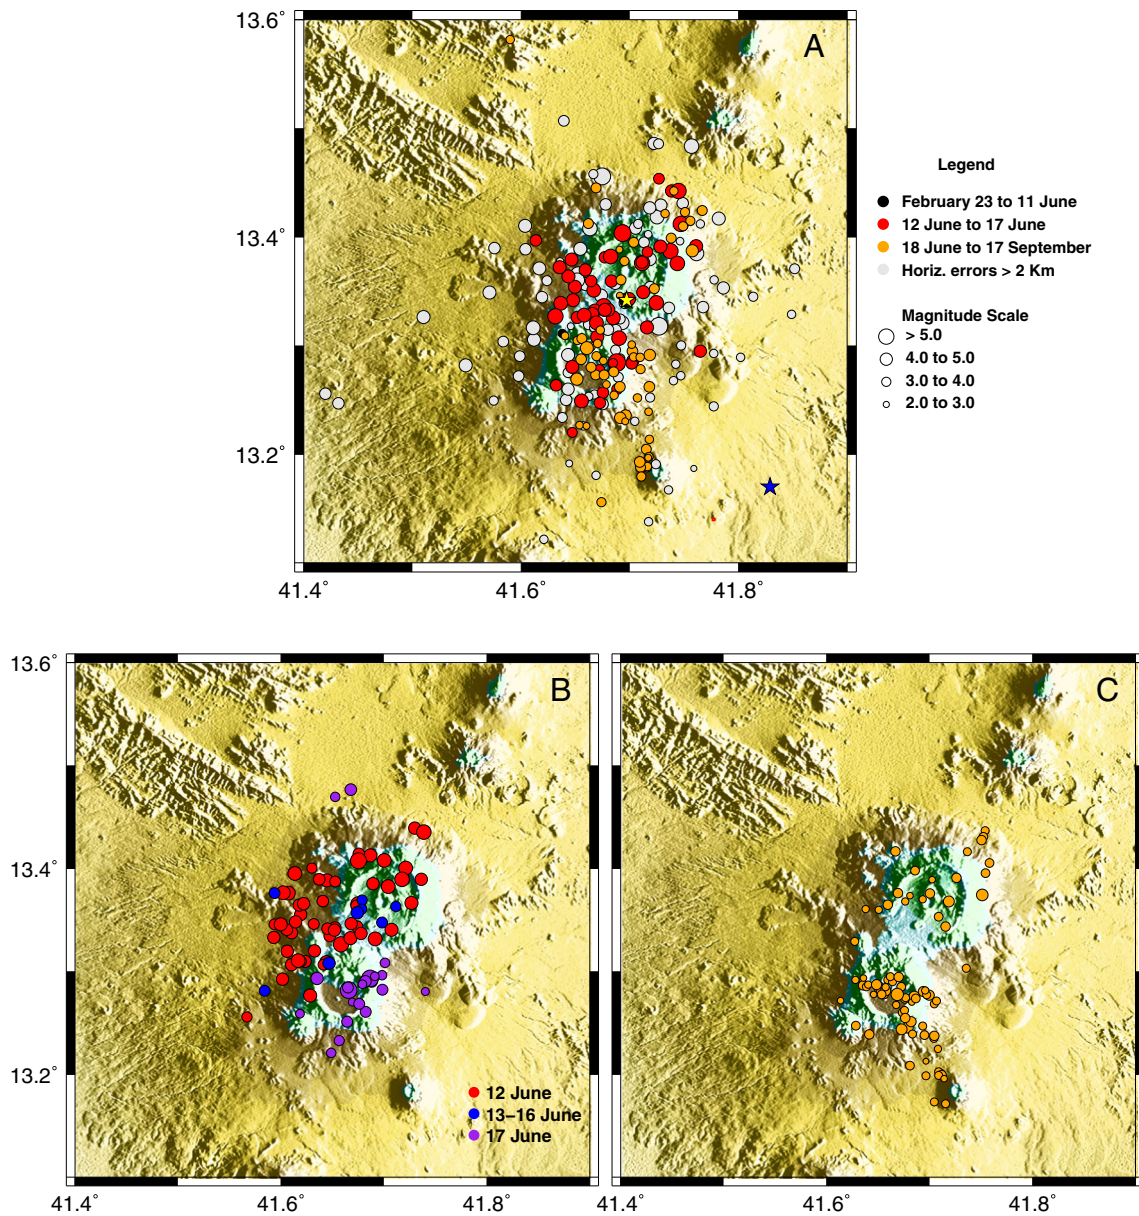 13.6°
A
13.4°
13.2°
41.4°
41.6°
41.8°
Legend
February 23 to 11 June
12 June to 17 June
18 June to 17 September
Horiz. errors > 2 Km
Magnitude Scale
> 5.0
4.0 to 5.0
3.0 to 4.0
2.0 to 3.0
13.6°
B
13.4°
13.2°
12 June
13–16 June
17 June
41.4°
41.6°
41.8°
C
41.4°
41.6°
41.8°